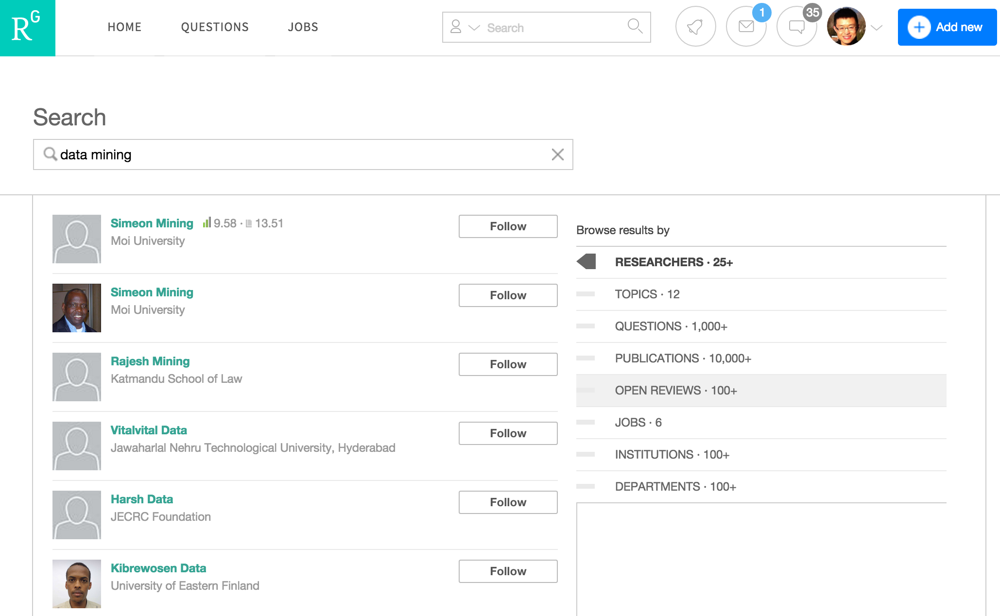 RG
HOME QUESTIONS JOBS Search 1 35 Add new
Search
data mining
Simeon Mining 9.58 · 13.51
Moi University
Follow
Simeon Mining
Moi University
Follow
Rajesh Mining
Katmandu School of Law
Follow
Vitalvital Data
Jawaharlal Nehru Technological University, Hyderabad
Follow
Harsh Data
JECRC Foundation
Follow
Kibrewosen Data
University of Eastern Finland
Follow
Browse results by
RESEARCHERS · 25+
TOPICS · 12
QUESTIONS · 1,000+
PUBLICATIONS · 10,000+
OPEN REVIEWS · 100+
JOBS · 6
INSTITUTIONS · 100+
DEPARTMENTS · 100+